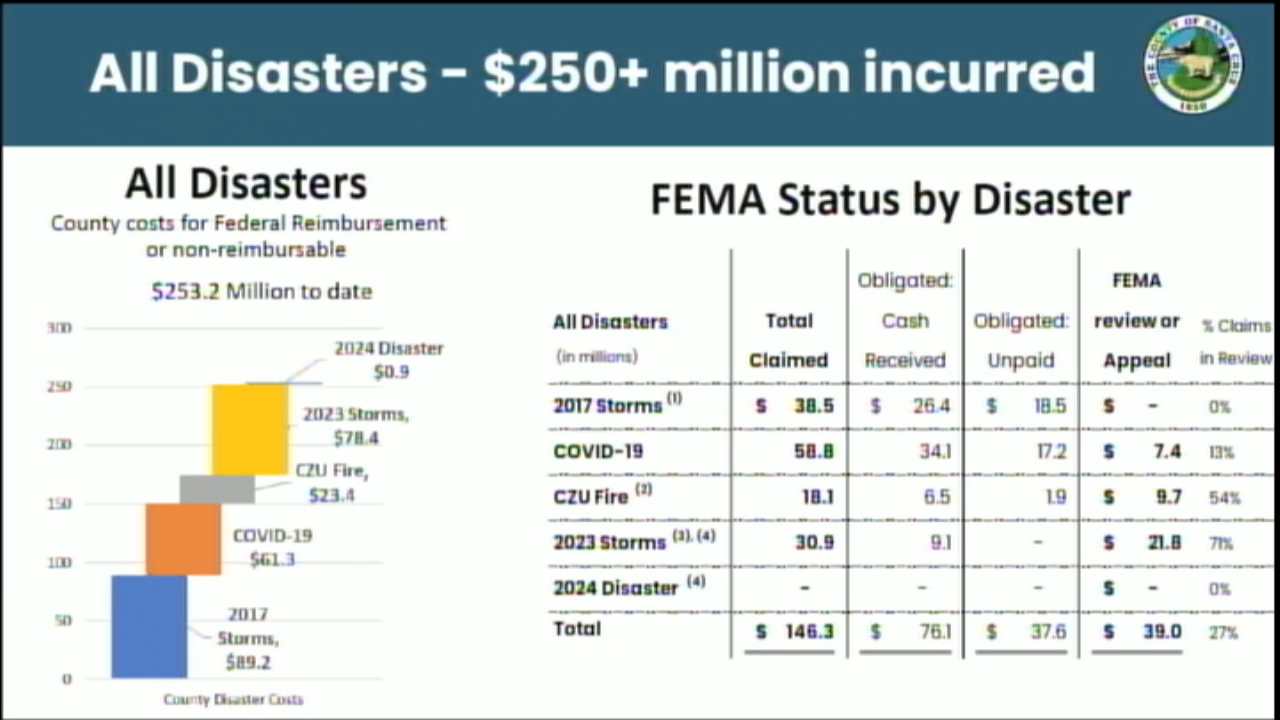 All Disasters - $250+ million incurred
THE COUNTY OF SANTA CRUZ
1850
All Disasters
County costs for Federal Reimbursement
or non-reimbursable
$253.2 Million to date
300
250
200
150
100
50
0
2024 Disaster
$0.9
2023 Storms,
$78.4
CZU Fire,
$23.4
COVID-19
$61.3
2017
Storms,
$89.2
County Disaster Costs
FEMA Status by Disaster
All Disasters
(in millions)
Total
Claimed
Obligated:
Cash
Received
Obligated:
Unpaid
FEMA
review or
Appeal
% Claims
in Review
2017 Storms (1) $ 38.5 $ 26.4 $ 18.5 $ - 0%
COVID-19 58.8 34.1 17.2 $ 7.4 13%
CZU Fire (2) 18.1 6.5 1.9 $ 9.7 54%
2023 Storms (3), (4) 30.9 9.1 - $ 21.8 71%
2024 Disaster (4) - - - $ - 0%
Total $ 146.3 $ 76.1 $ 37.6 $ 39.0 27%